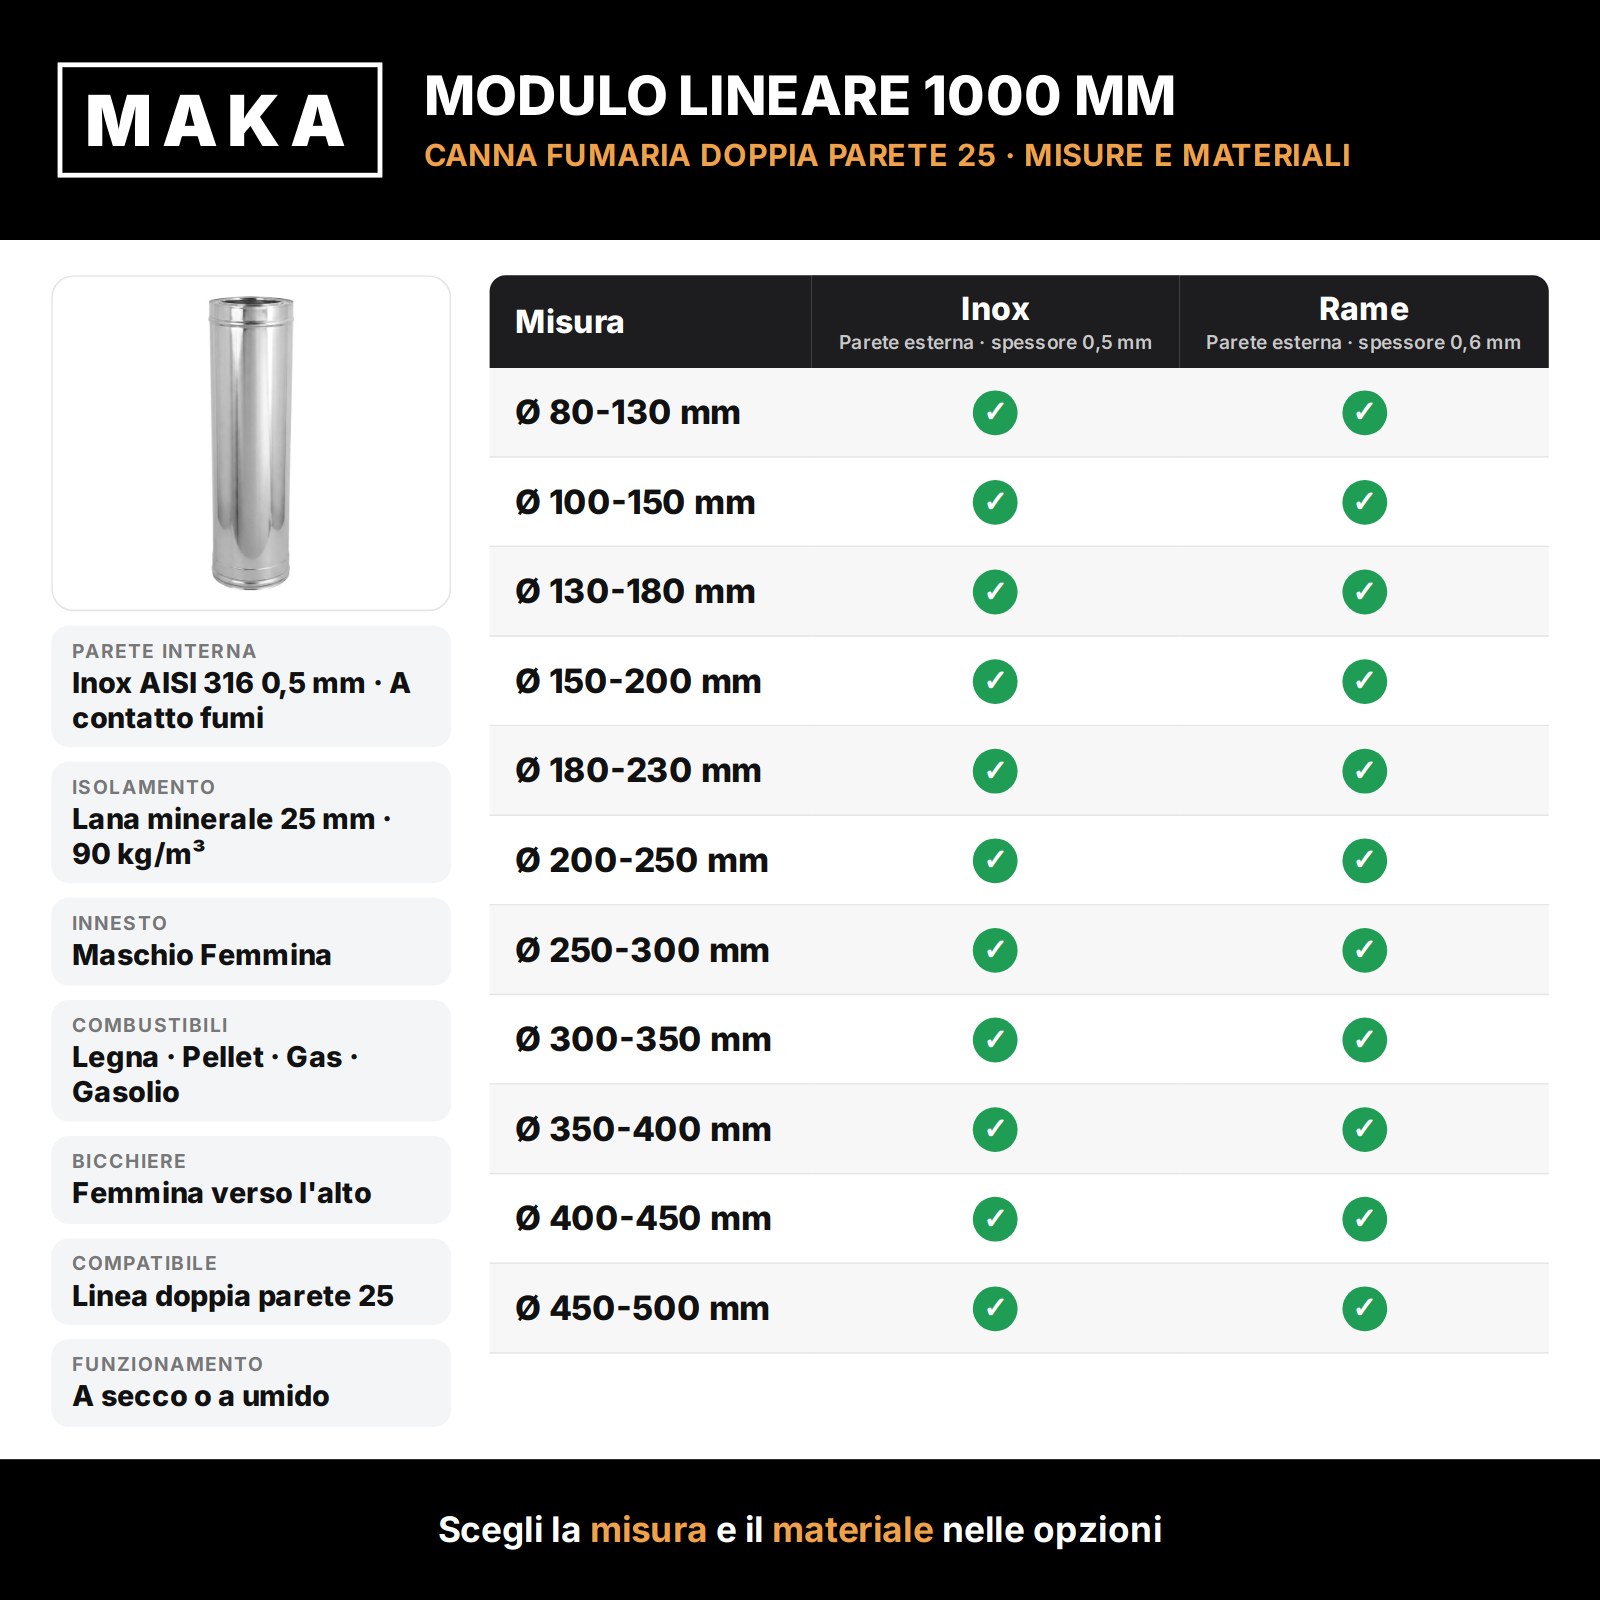 MAKA
MODULO LINEARE 1000 MM
CANNA FUMARIA DOPPIA PARETE 25 · MISURE E MATERIALI
PARETE INTERNA
Inox AISI 316 0,5 mm · A
contatto fumi
ISOLAMENTO
Lana minerale 25 mm ·
90 kg/m³
INNESTO
Maschio Femmina
COMBUSTIBILI
Legna · Pellet · Gas ·
Gasolio
BICCHIERE
Femmina verso l'alto
COMPATIBILE
Linea doppia parete 25
FUNZIONAMENTO
A secco o a umido
Misura
Inox
Parete esterna · spessore 0,5 mm
Rame
Parete esterna · spessore 0,6 mm
Ø 80-130 mm ✓ ✓
Ø 100-150 mm ✓ ✓
Ø 130-180 mm ✓ ✓
Ø 150-200 mm ✓ ✓
Ø 180-230 mm ✓ ✓
Ø 200-250 mm ✓ ✓
Ø 250-300 mm ✓ ✓
Ø 300-350 mm ✓ ✓
Ø 350-400 mm ✓ ✓
Ø 400-450 mm ✓ ✓
Ø 450-500 mm ✓ ✓
Scegli la misura e il materiale nelle opzioni